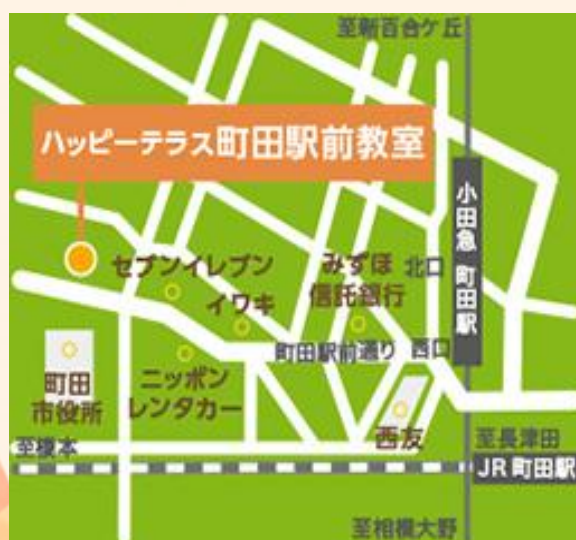 至新百合ケ丘
ハッピーテラス町田駅前教室
小田急 町田駅
セブンイレブン
みずほ
信託銀行
北口
イワキ
町田駅前通り
西口
町田
市役所
ニッポン
レンタカー
西友
至榎本
至長津田
JR 町田駅
至相模大野